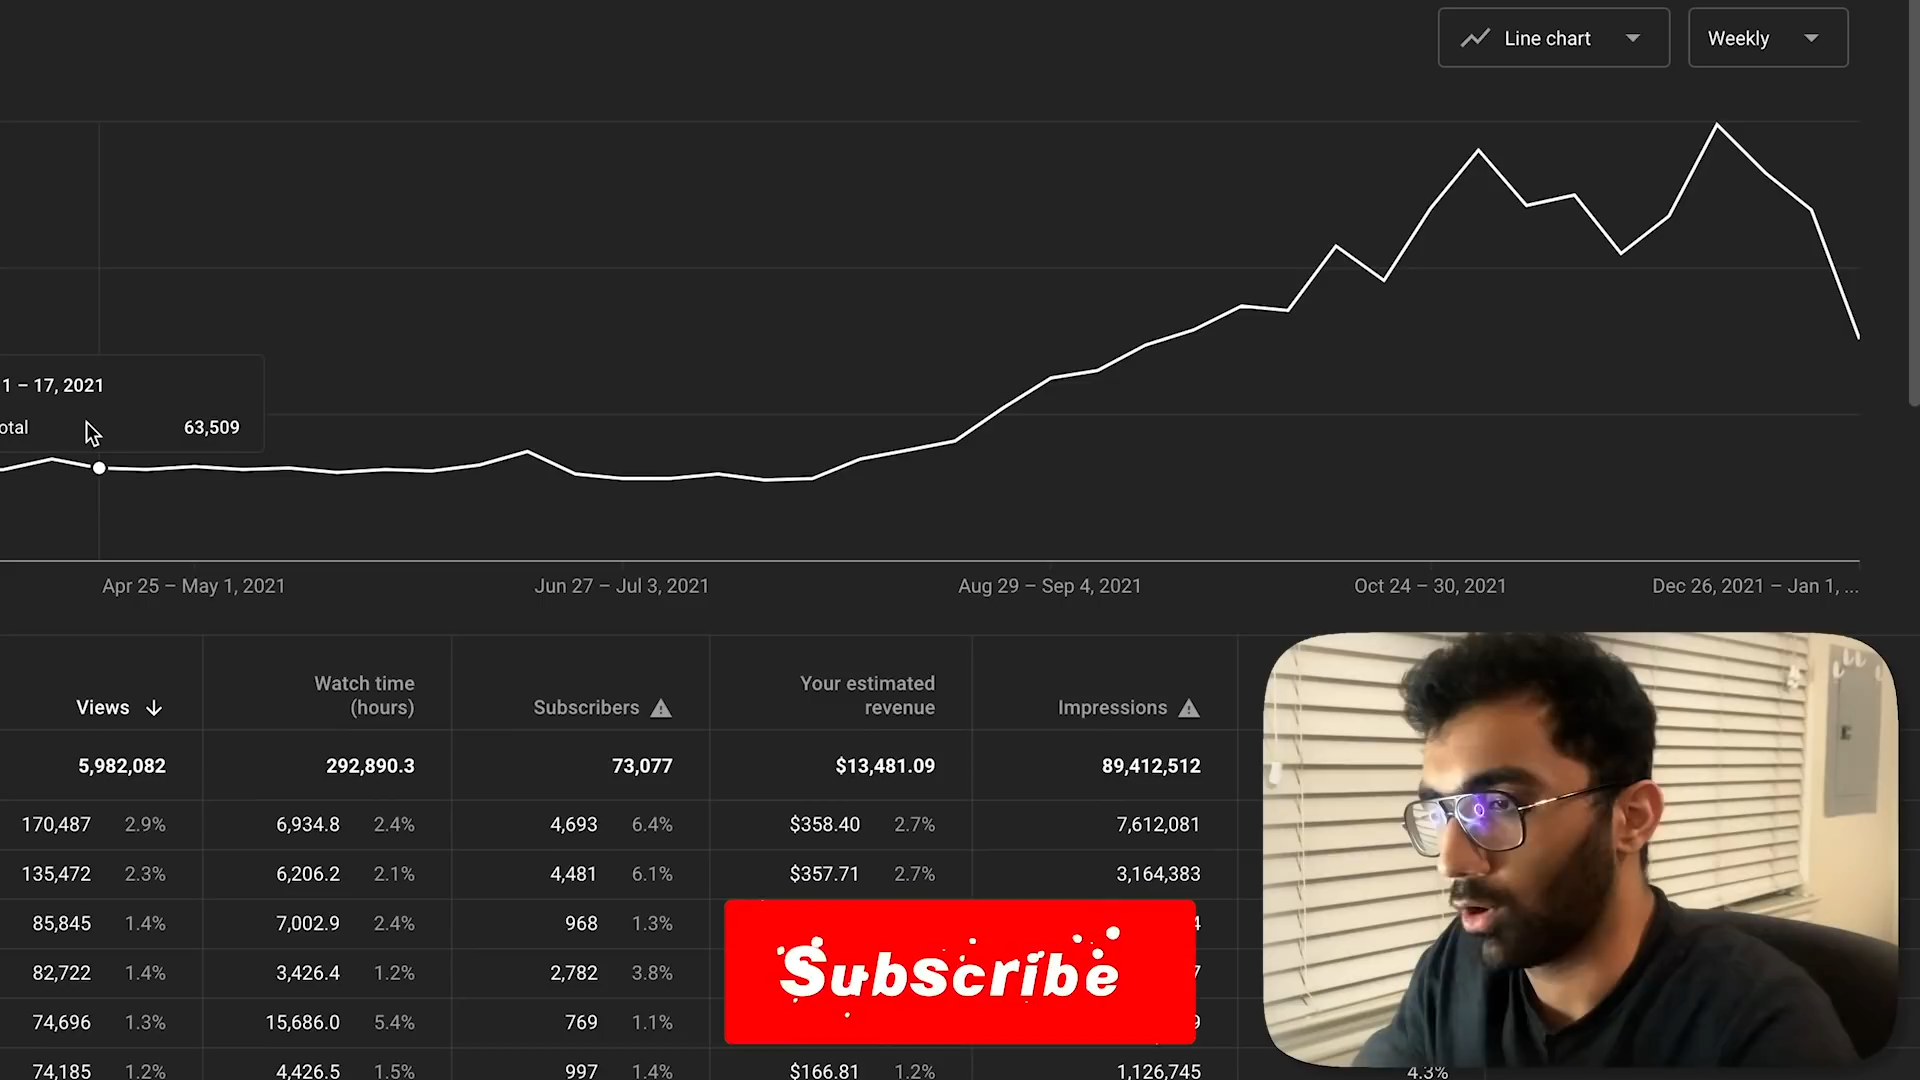 Line chart
Weekly
1 – 17, 2021
otal 63,509
Apr 25 – May 1, 2021 Jun 27 – Jul 3, 2021 Aug 29 – Sep 4, 2021 Oct 24 – 30, 2021 Dec 26, 2021 – Jan 1, ...
Views
Watch time
(hours)
Subscribers
Your estimated
revenue
Impressions
5,982,082 292,890.3 73,077 $13,481.09 89,412,512
170,487 2.9% 6,934.8 2.4% 4,693 6.4% $358.40 2.7% 7,612,081
135,472 2.3% 6,206.2 2.1% 4,481 6.1% $357.71 2.7% 3,164,383
85,845 1.4% 7,002.9 2.4% 968 1.3% 4
82,722 1.4% 3,426.4 1.2% 2,782 3.8% 7
74,696 1.3% 15,686.0 5.4% 769 1.1% 9
74,185 1.2% 4,426.5 1.5% 997 1.4% $166.81 1.2% 1,126,745 4.3%
Subscribe